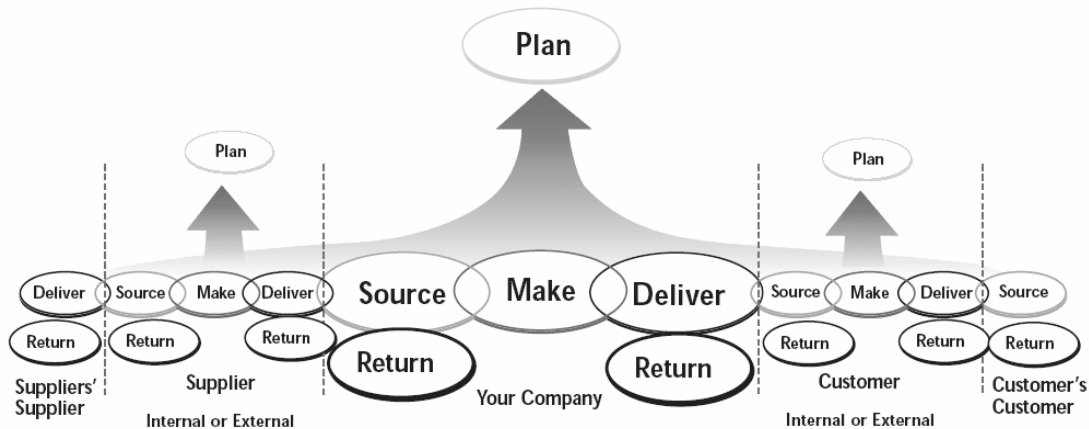 Plan
Plan
Plan
Deliver Source Make Deliver Source Make Deliver Source Make Deliver Source
Return Return Return Return Return Return Return Return
Suppliers' Supplier
Supplier
Internal or External
Your Company
Customer
Internal or External
Customer's Customer